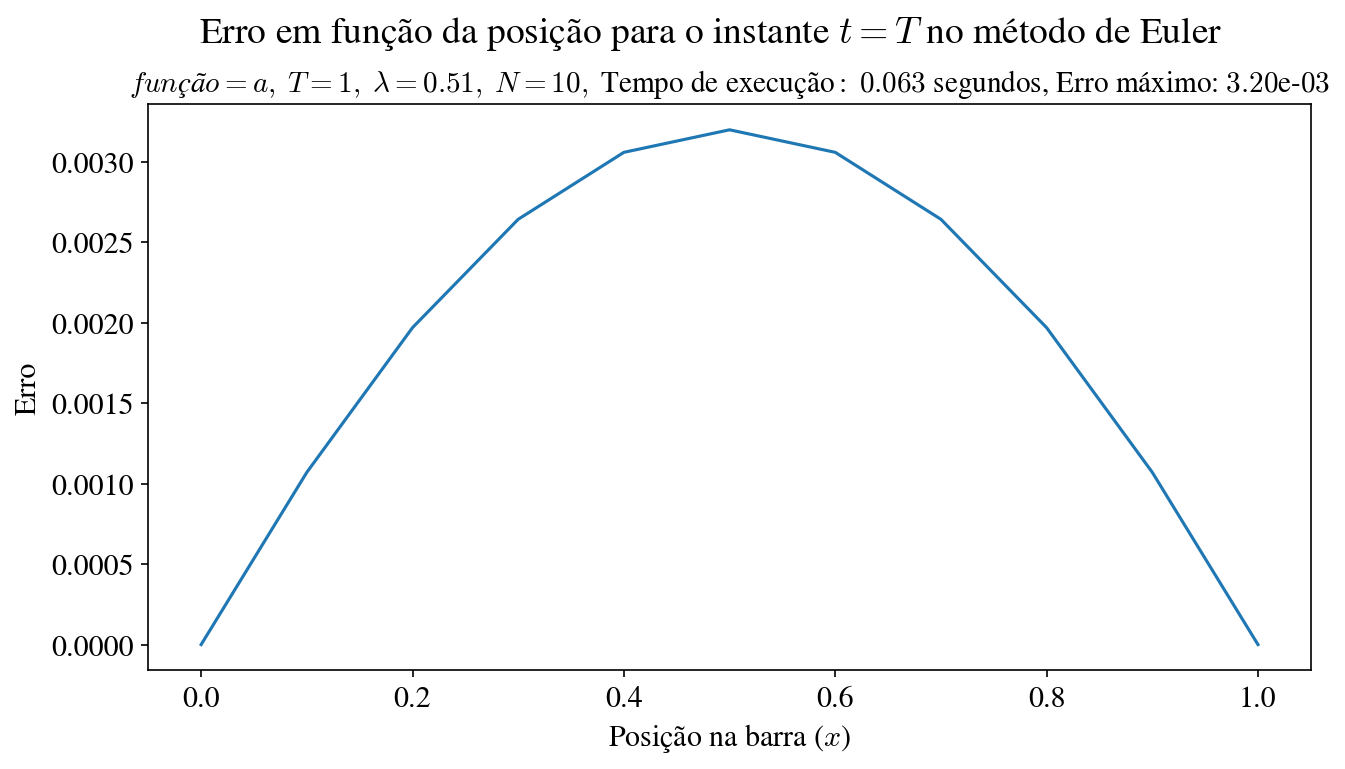 Erro em função da posição para o instante t = T no método de Euler
função = a, T = 1, λ = 0.51, N = 10, Tempo de execução : 0.063 segundos, Erro máximo: 3.20e-03
0.0030
0.0025
0.0020
0.0015
0.0010
0.0005
0.0000
Erro
0.0 0.2 0.4 0.6 0.8 1.0
Posição na barra (x)